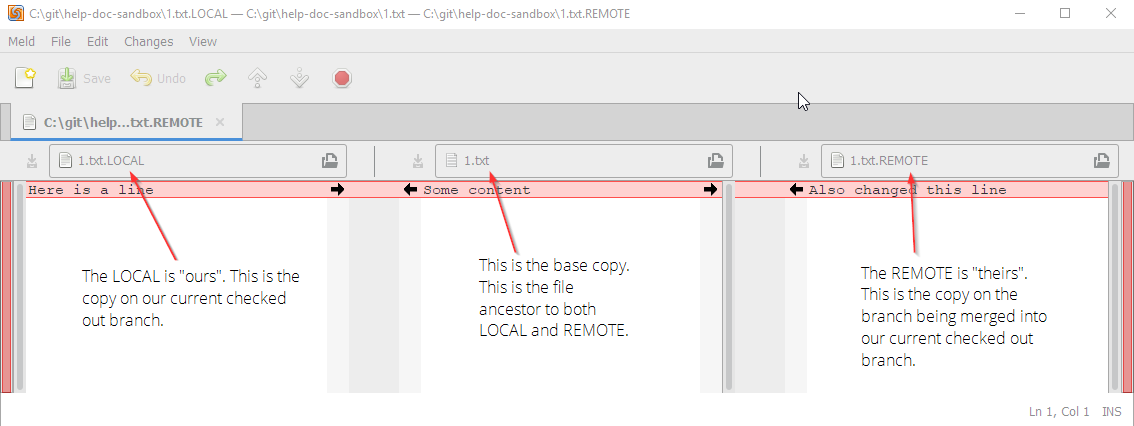 C:\git\help-doc-sandbox\1.txt.LOCAL — C:\git\help-doc-sandbox\1.txt — C:\git\help-doc-sandbox\1.txt.REMOTE
Meld File Edit Changes View
Save Undo
C:\git\help...txt.REMOTE
1.txt.LOCAL 1.txt 1.txt.REMOTE
Here is a line Some content Also changed this line
The LOCAL is "ours". This is the
copy on our current checked
out branch.
This is the base copy.
This is the file
ancestor to both
LOCAL and REMOTE.
The REMOTE is "theirs".
This is the copy on the
branch being merged into
our current checked out
branch.
Ln 1, Col 1 INS